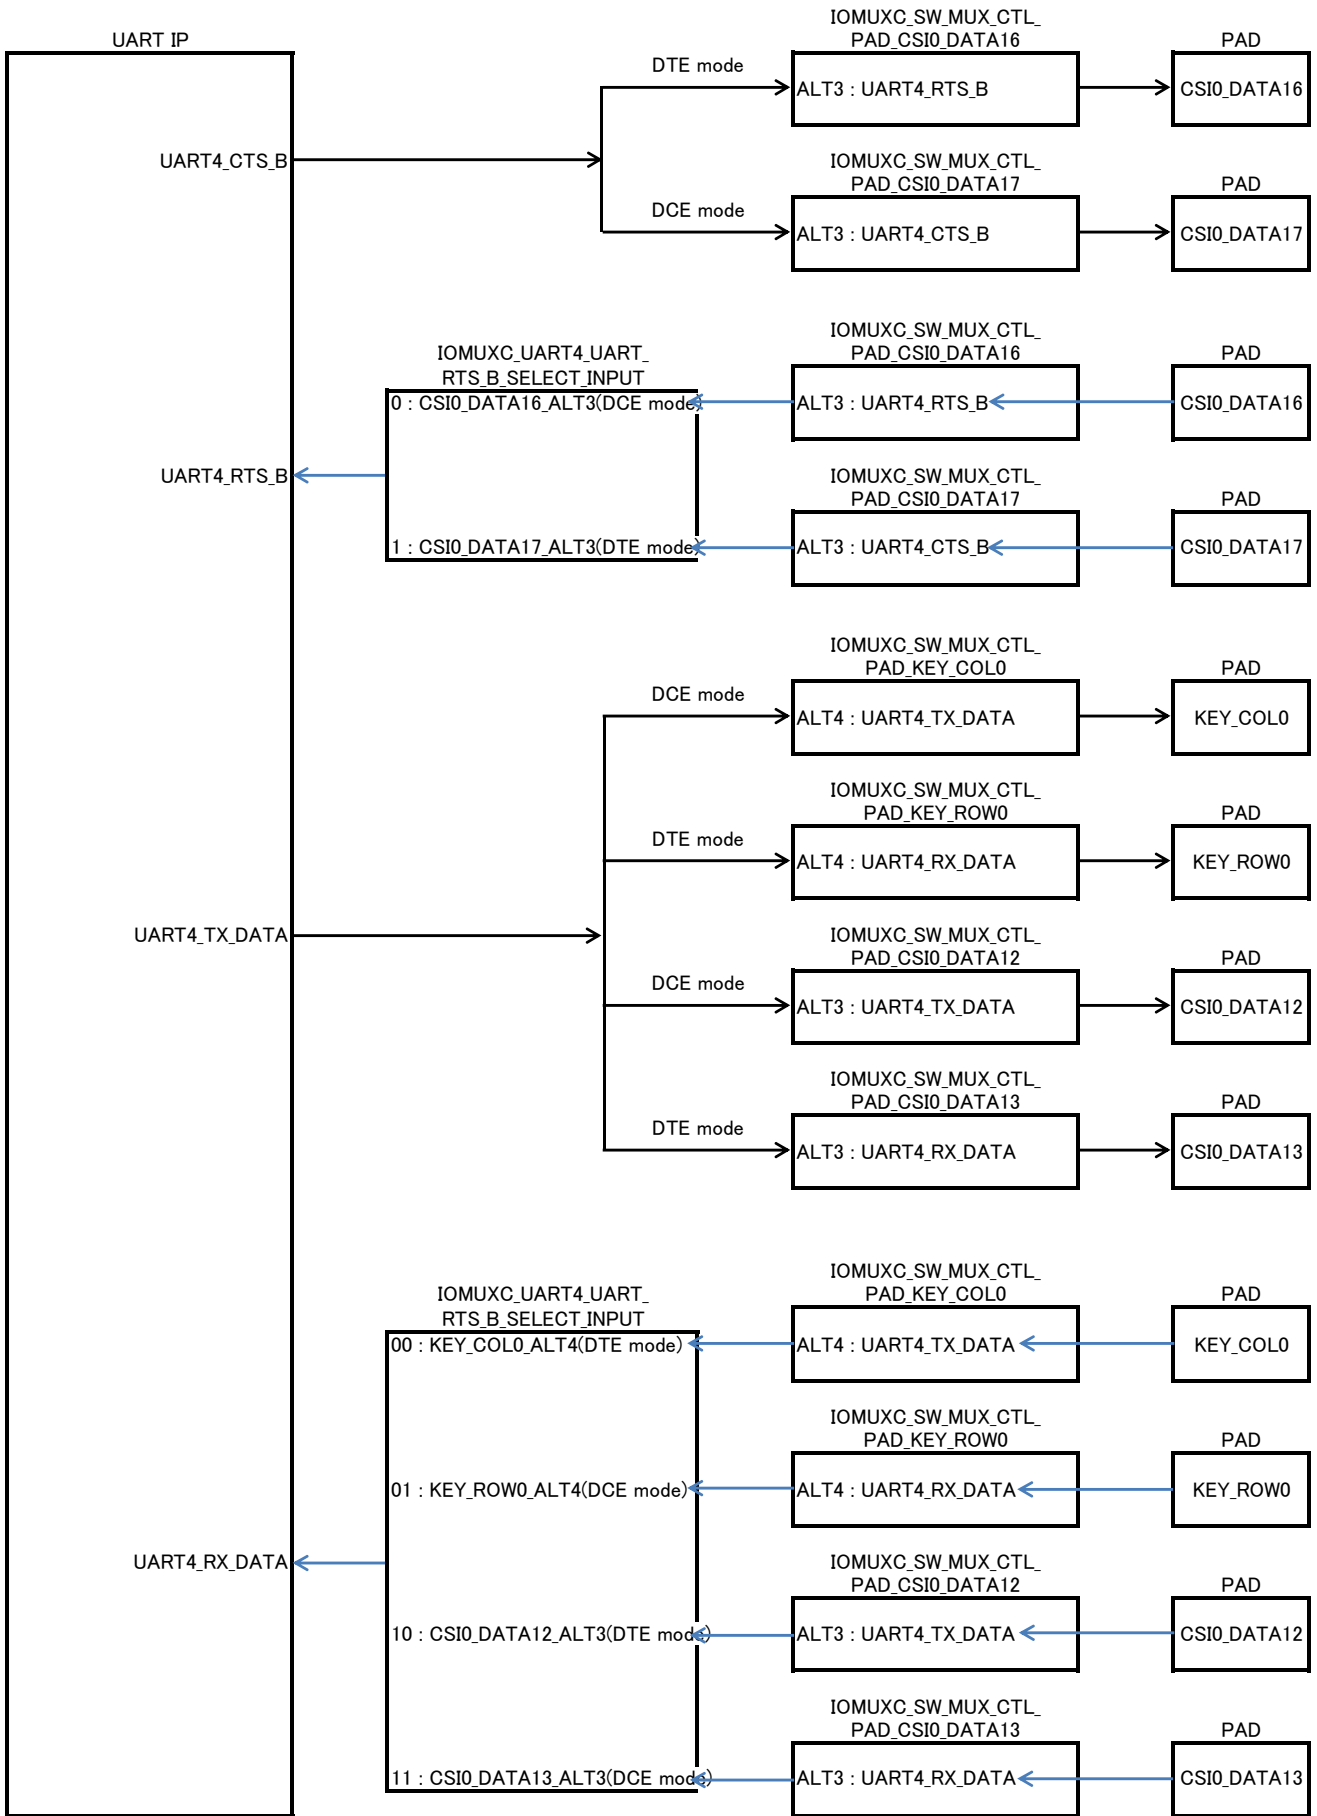 UART IP
IOMUXC_SW_MUX_CTL_
PAD_CSI0_DATA16
PAD
DTE mode
ALT3 : UART4_RTS_B
CSI0_DATA16
UART4_CTS_B
IOMUXC_SW_MUX_CTL_
PAD_CSI0_DATA17
PAD
DCE mode
ALT3 : UART4_CTS_B
CSI0_DATA17
IOMUXC_UART4_UART_
RTS_B_SELECT_INPUT
IOMUXC_SW_MUX_CTL_
PAD_CSI0_DATA16
PAD
0 : CSI0_DATA16_ALT3(DCE mode)
ALT3 : UART4_RTS_B
CSI0_DATA16
UART4_RTS_B
IOMUXC_SW_MUX_CTL_
PAD_CSI0_DATA17
PAD
1 : CSI0_DATA17_ALT3(DTE mode)
ALT3 : UART4_CTS_B
CSI0_DATA17
IOMUXC_SW_MUX_CTL_
PAD_KEY_COL0
PAD
DCE mode
ALT4 : UART4_TX_DATA
KEY_COL0
IOMUXC_SW_MUX_CTL_
PAD_KEY_ROW0
PAD
DTE mode
ALT4 : UART4_RX_DATA
KEY_ROW0
UART4_TX_DATA
IOMUXC_SW_MUX_CTL_
PAD_CSI0_DATA12
PAD
DCE mode
ALT3 : UART4_TX_DATA
CSI0_DATA12
IOMUXC_SW_MUX_CTL_
PAD_CSI0_DATA13
PAD
DTE mode
ALT3 : UART4_RX_DATA
CSI0_DATA13
IOMUXC_UART4_UART_
RTS_B_SELECT_INPUT
IOMUXC_SW_MUX_CTL_
PAD_KEY_COL0
PAD
00 : KEY_COL0_ALT4(DTE mode)
ALT4 : UART4_TX_DATA
KEY_COL0
IOMUXC_SW_MUX_CTL_
PAD_KEY_ROW0
PAD
01 : KEY_ROW0_ALT4(DCE mode)
ALT4 : UART4_RX_DATA
KEY_ROW0
UART4_RX_DATA
IOMUXC_SW_MUX_CTL_
PAD_CSI0_DATA12
PAD
10 : CSI0_DATA12_ALT3(DTE mode)
ALT3 : UART4_TX_DATA
CSI0_DATA12
IOMUXC_SW_MUX_CTL_
PAD_CSI0_DATA13
PAD
11 : CSI0_DATA13_ALT3(DCE mode)
ALT3 : UART4_RX_DATA
CSI0_DATA13